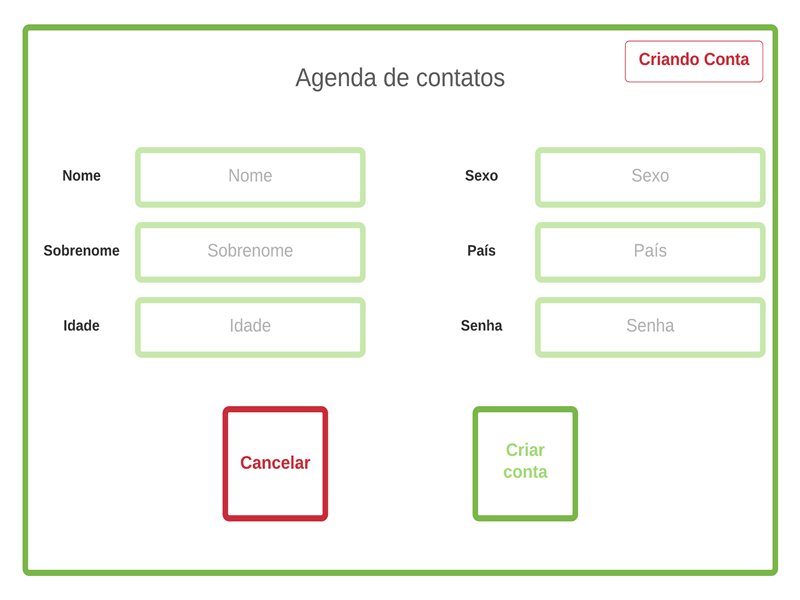 Criando Conta
Agenda de contatos
Nome
Nome
Sexo
Sexo
Sobrenome
Sobrenome
País
País
Idade
Idade
Senha
Senha
Cancelar
Criar
conta